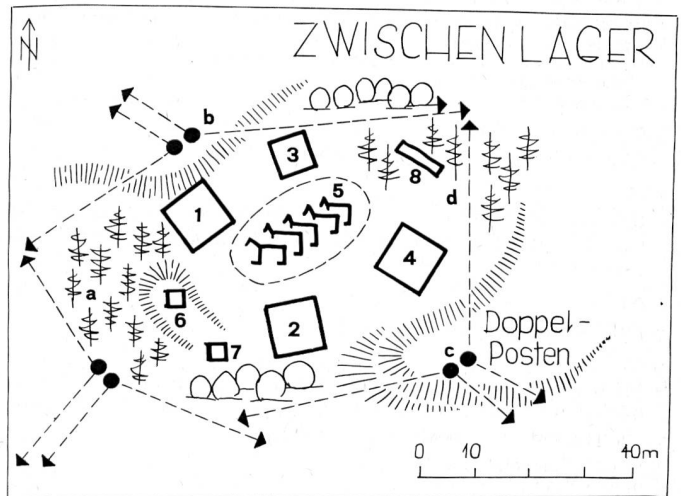 N
ZWISCHENLAGER
b
3
5
8
d
1
4
a
6
2
7
c
Doppel-
Posten
0 10 40m